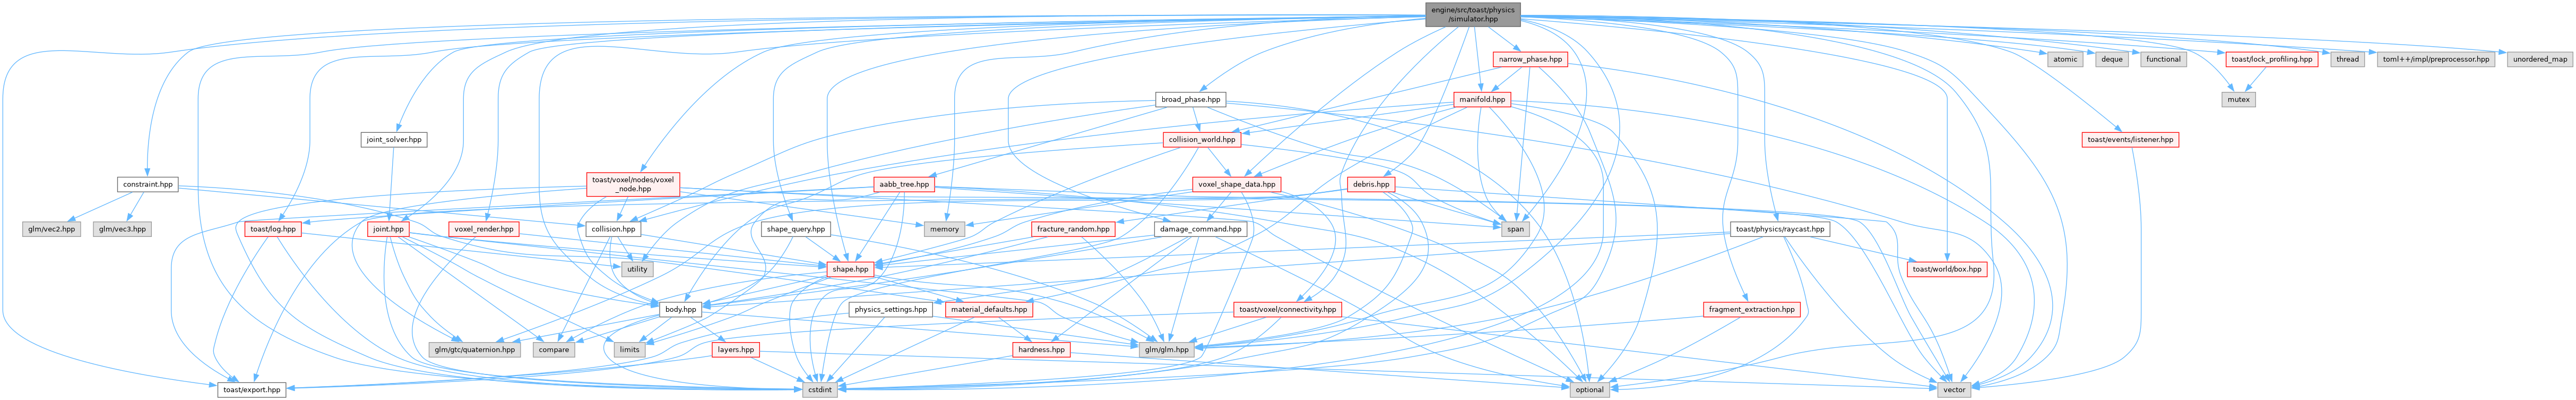 engine/src/toast/physics
/simulator.hpp
narrow_phase.hpp
atomic
deque
functional
toast/lock_profiling.hpp
thread
toml++/impl/preprocessor.hpp
unordered_map
broad_phase.hpp
manifold.hpp
mutex
joint_solver.hpp
collision_world.hpp
toast/events/listener.hpp
constraint.hpp
toast/voxel/nodes/voxel
_node.hpp
aabb_tree.hpp
voxel_shape_data.hpp
debris.hpp
glm/vec2.hpp
glm/vec3.hpp
toast/log.hpp
joint.hpp
voxel_render.hpp
collision.hpp
shape_query.hpp
memory
fracture_random.hpp
damage_command.hpp
span
toast/physics/raycast.hpp
utility
shape.hpp
toast/world/box.hpp
body.hpp
physics_settings.hpp
material_defaults.hpp
toast/voxel/connectivity.hpp
fragment_extraction.hpp
glm/gtc/quaternion.hpp
compare
limits
layers.hpp
hardness.hpp
glm/glm.hpp
toast/export.hpp
cstdint
optional
vector